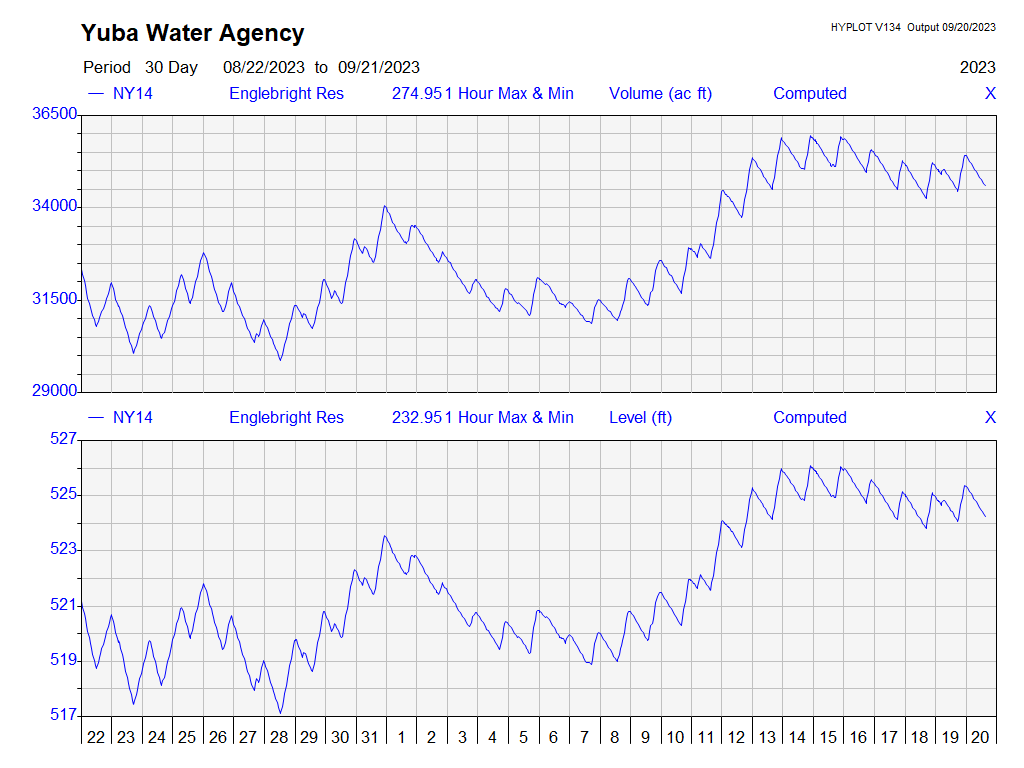 Yuba Water Agency
HYPLOT V134 Output 09/20/2023
Period 30 Day 08/22/2023 to 09/21/2023
2023
NY14 Englebright Res 274.951 Hour Max & Min Volume (ac ft) Computed X
36500
34000
31500
29000
NY14 Englebright Res 232.951 Hour Max & Min Level (ft) Computed X
527
525
523
521
519
517
22 23 24 25 26 27 28 29 30 31 1 2 3 4 5 6 7 8 9 10 11 12 13 14 15 16 17 18 19 20